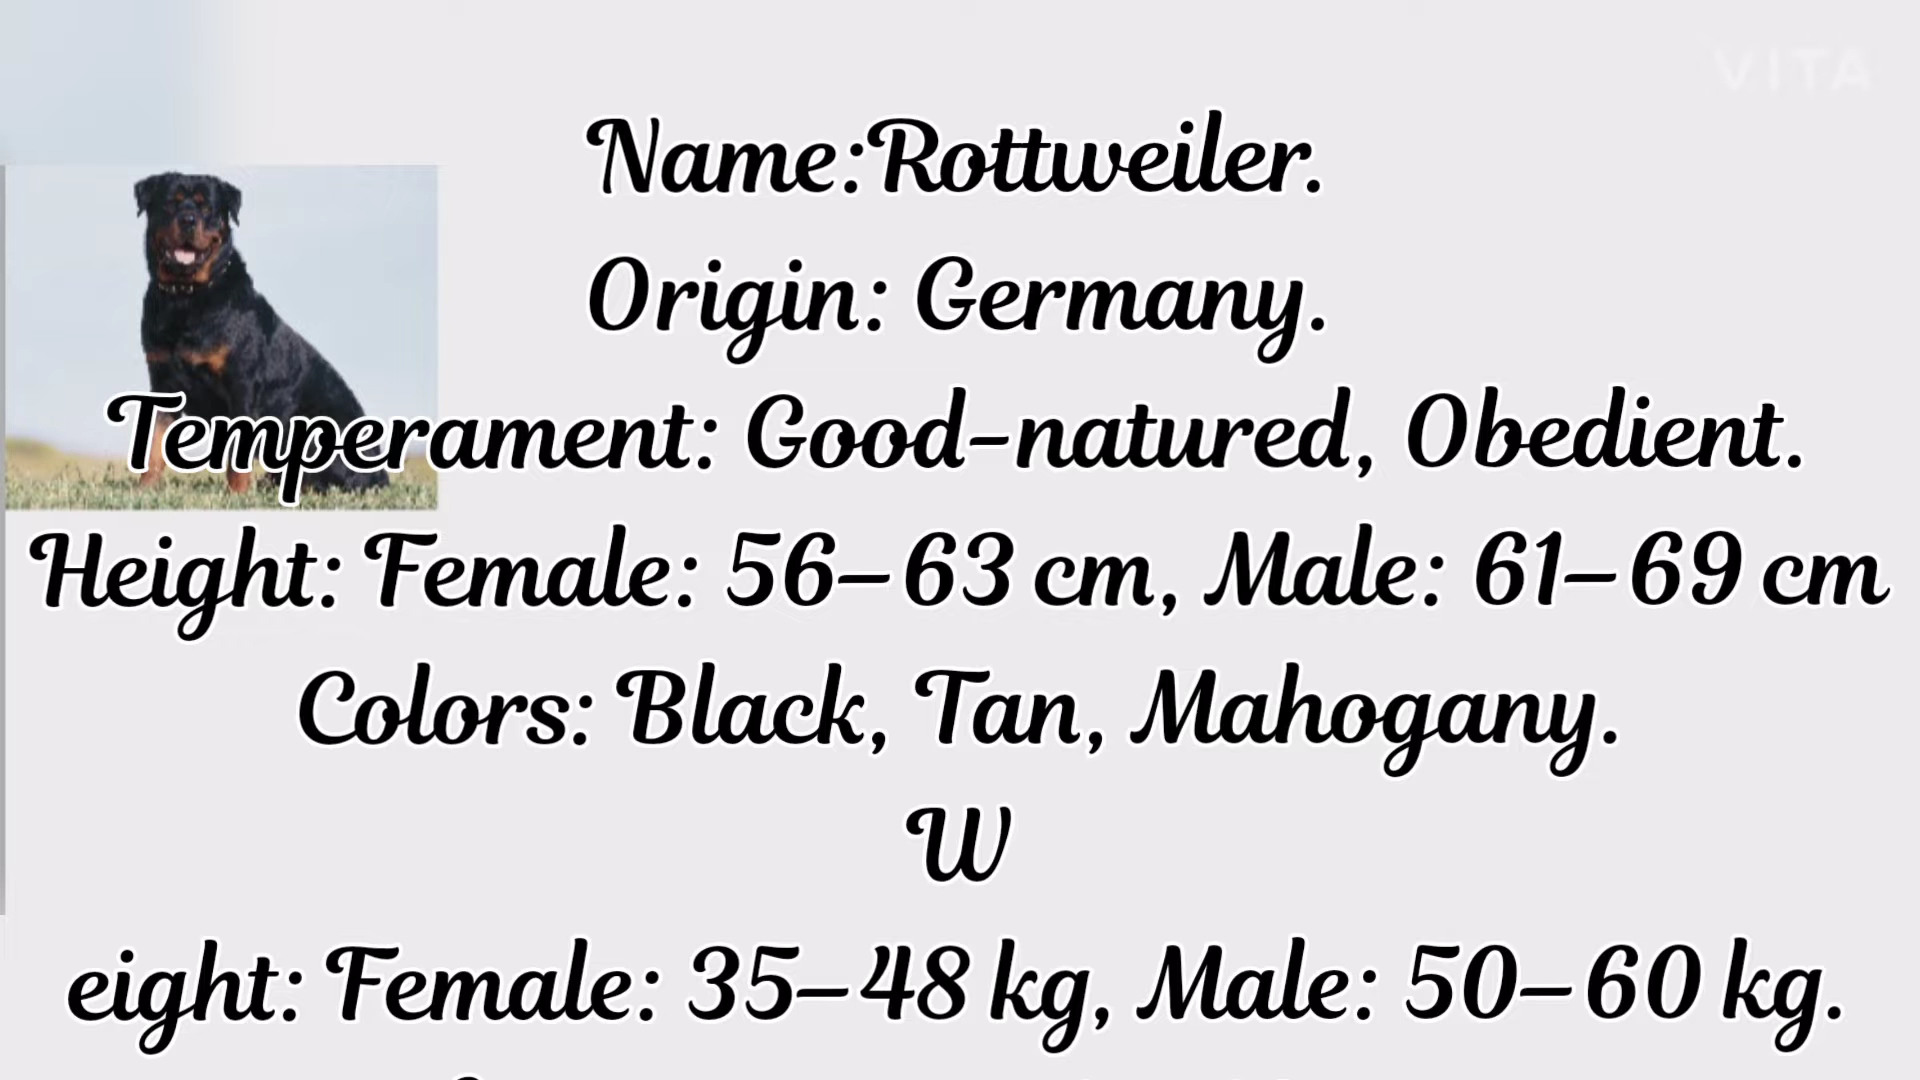 VITA
Name:Rottweiler.
Origin: Germany.
Temperament: Good-natured, Obedient.
Height: Female: 56–63 cm, Male: 61–69 cm
Colors: Black, Tan, Mahogany.
W
eight: Female: 35–48 kg, Male: 50–60 kg.